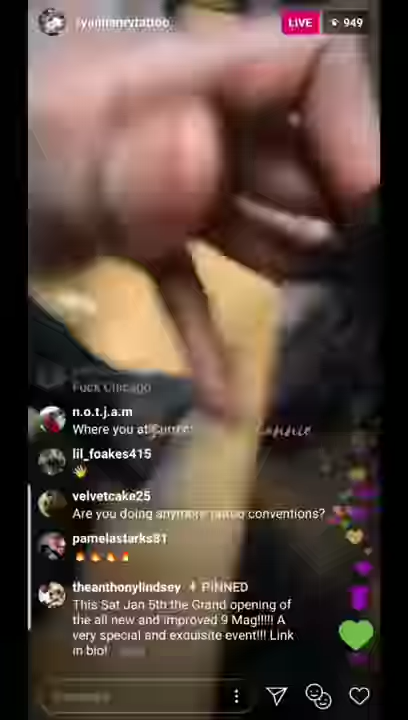 LIVE
949
Fuck Chicago
n.o.t.j.a.m
Where you at
lil_foakes415
velvetcake25
Are you doing anymore tattoo conventions?
pamelastarks81
theanthonylindsey PINNED
This Sat Jan 5th the Grand opening of
the all new and improved 9 Mag!!!!! A
very special and exquisite event!!! Link
in bio!